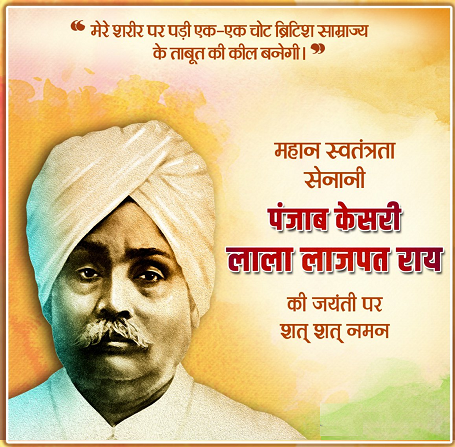 “ मेरे शरीर पर पड़ी एक-एक चोट ब्रिटिश साम्राज्य
के ताबूत की कील बनेगी। ”
महान स्वतंत्रता
सेनानी
पंजाब केसरी
लाला लाजपत राय
की जयंती पर
शत् शत् नमन